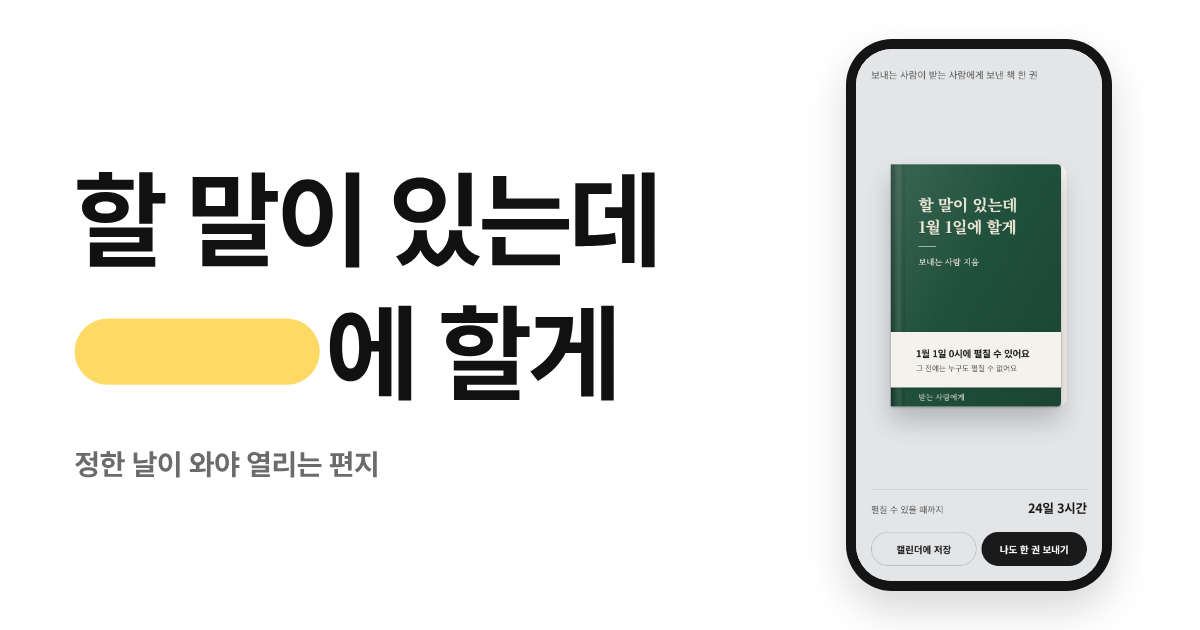 할 말이 있는데
에 할게
정한 날이 와야 열리는 편지
보내는 사람이 받는 사람에게 보낸 책 한 권
할 말이 있는데
1월 1일에 할게
보내는 사람 지음
1월 1일 0시에 펼칠 수 있어요
그 전에는 누구도 펼칠 수 없어요
받는 사람에게
펼칠 수 있을 때까지
24일 3시간
캘린더에 저장
나도 한 권 보내기